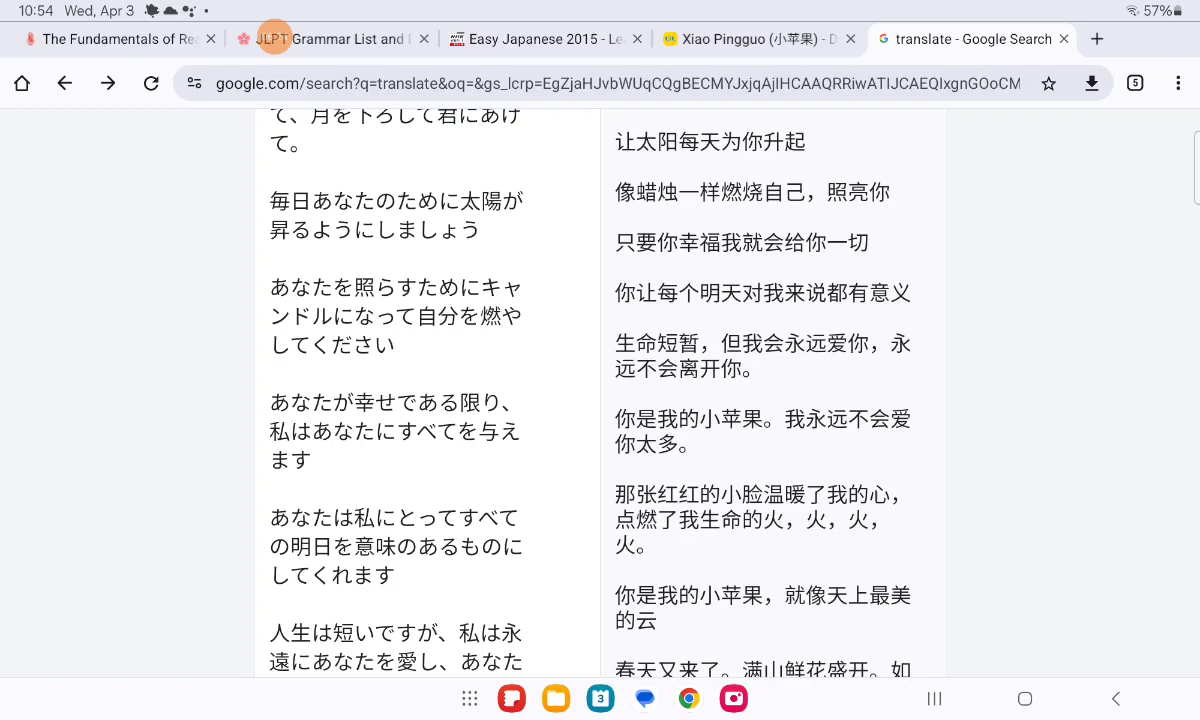 10:54 Wed, Apr 3
57%
The Fundamentals of Re
JLPT Grammar List and
Easy Japanese 2015 - Le
Xiao Pingguo (小苹果) - D
translate - Google Search
google.com/search?q=translate&oq=&gs_lcrp=EgZjaHJvbWUqCQgBECMYJxjqAjIHCAAQRRiwATIJCAEQIxgnGOoCM
5
て、月を下ろして君にあけ
て。
毎日あなたのために太陽が
昇るようにしましょう
あなたを照らすためにキャ
ンドルになって自分を燃や
してください
あなたが幸せである限り、
私はあなたにすべてを与え
ます
あなたは私にとってすべて
の明日を意味のあるものに
してくれます
人生は短いですが、私は永
遠にあなたを愛し、あなた
让太阳每天为你升起
像蜡烛一样燃烧自己，照亮你
只要你幸福我就会给你一切
你让每个明天对我来说都有意义
生命短暂，但我会永远爱你，永
远不会离开你。
你是我的小苹果。我永远不会爱
你太多。
那张红红的小脸温暖了我的心，
点燃了我生命的火，火，火，
火。
你是我的小苹果，就像天上最美
的云
春天又来了。满山鲜花盛开。如
3